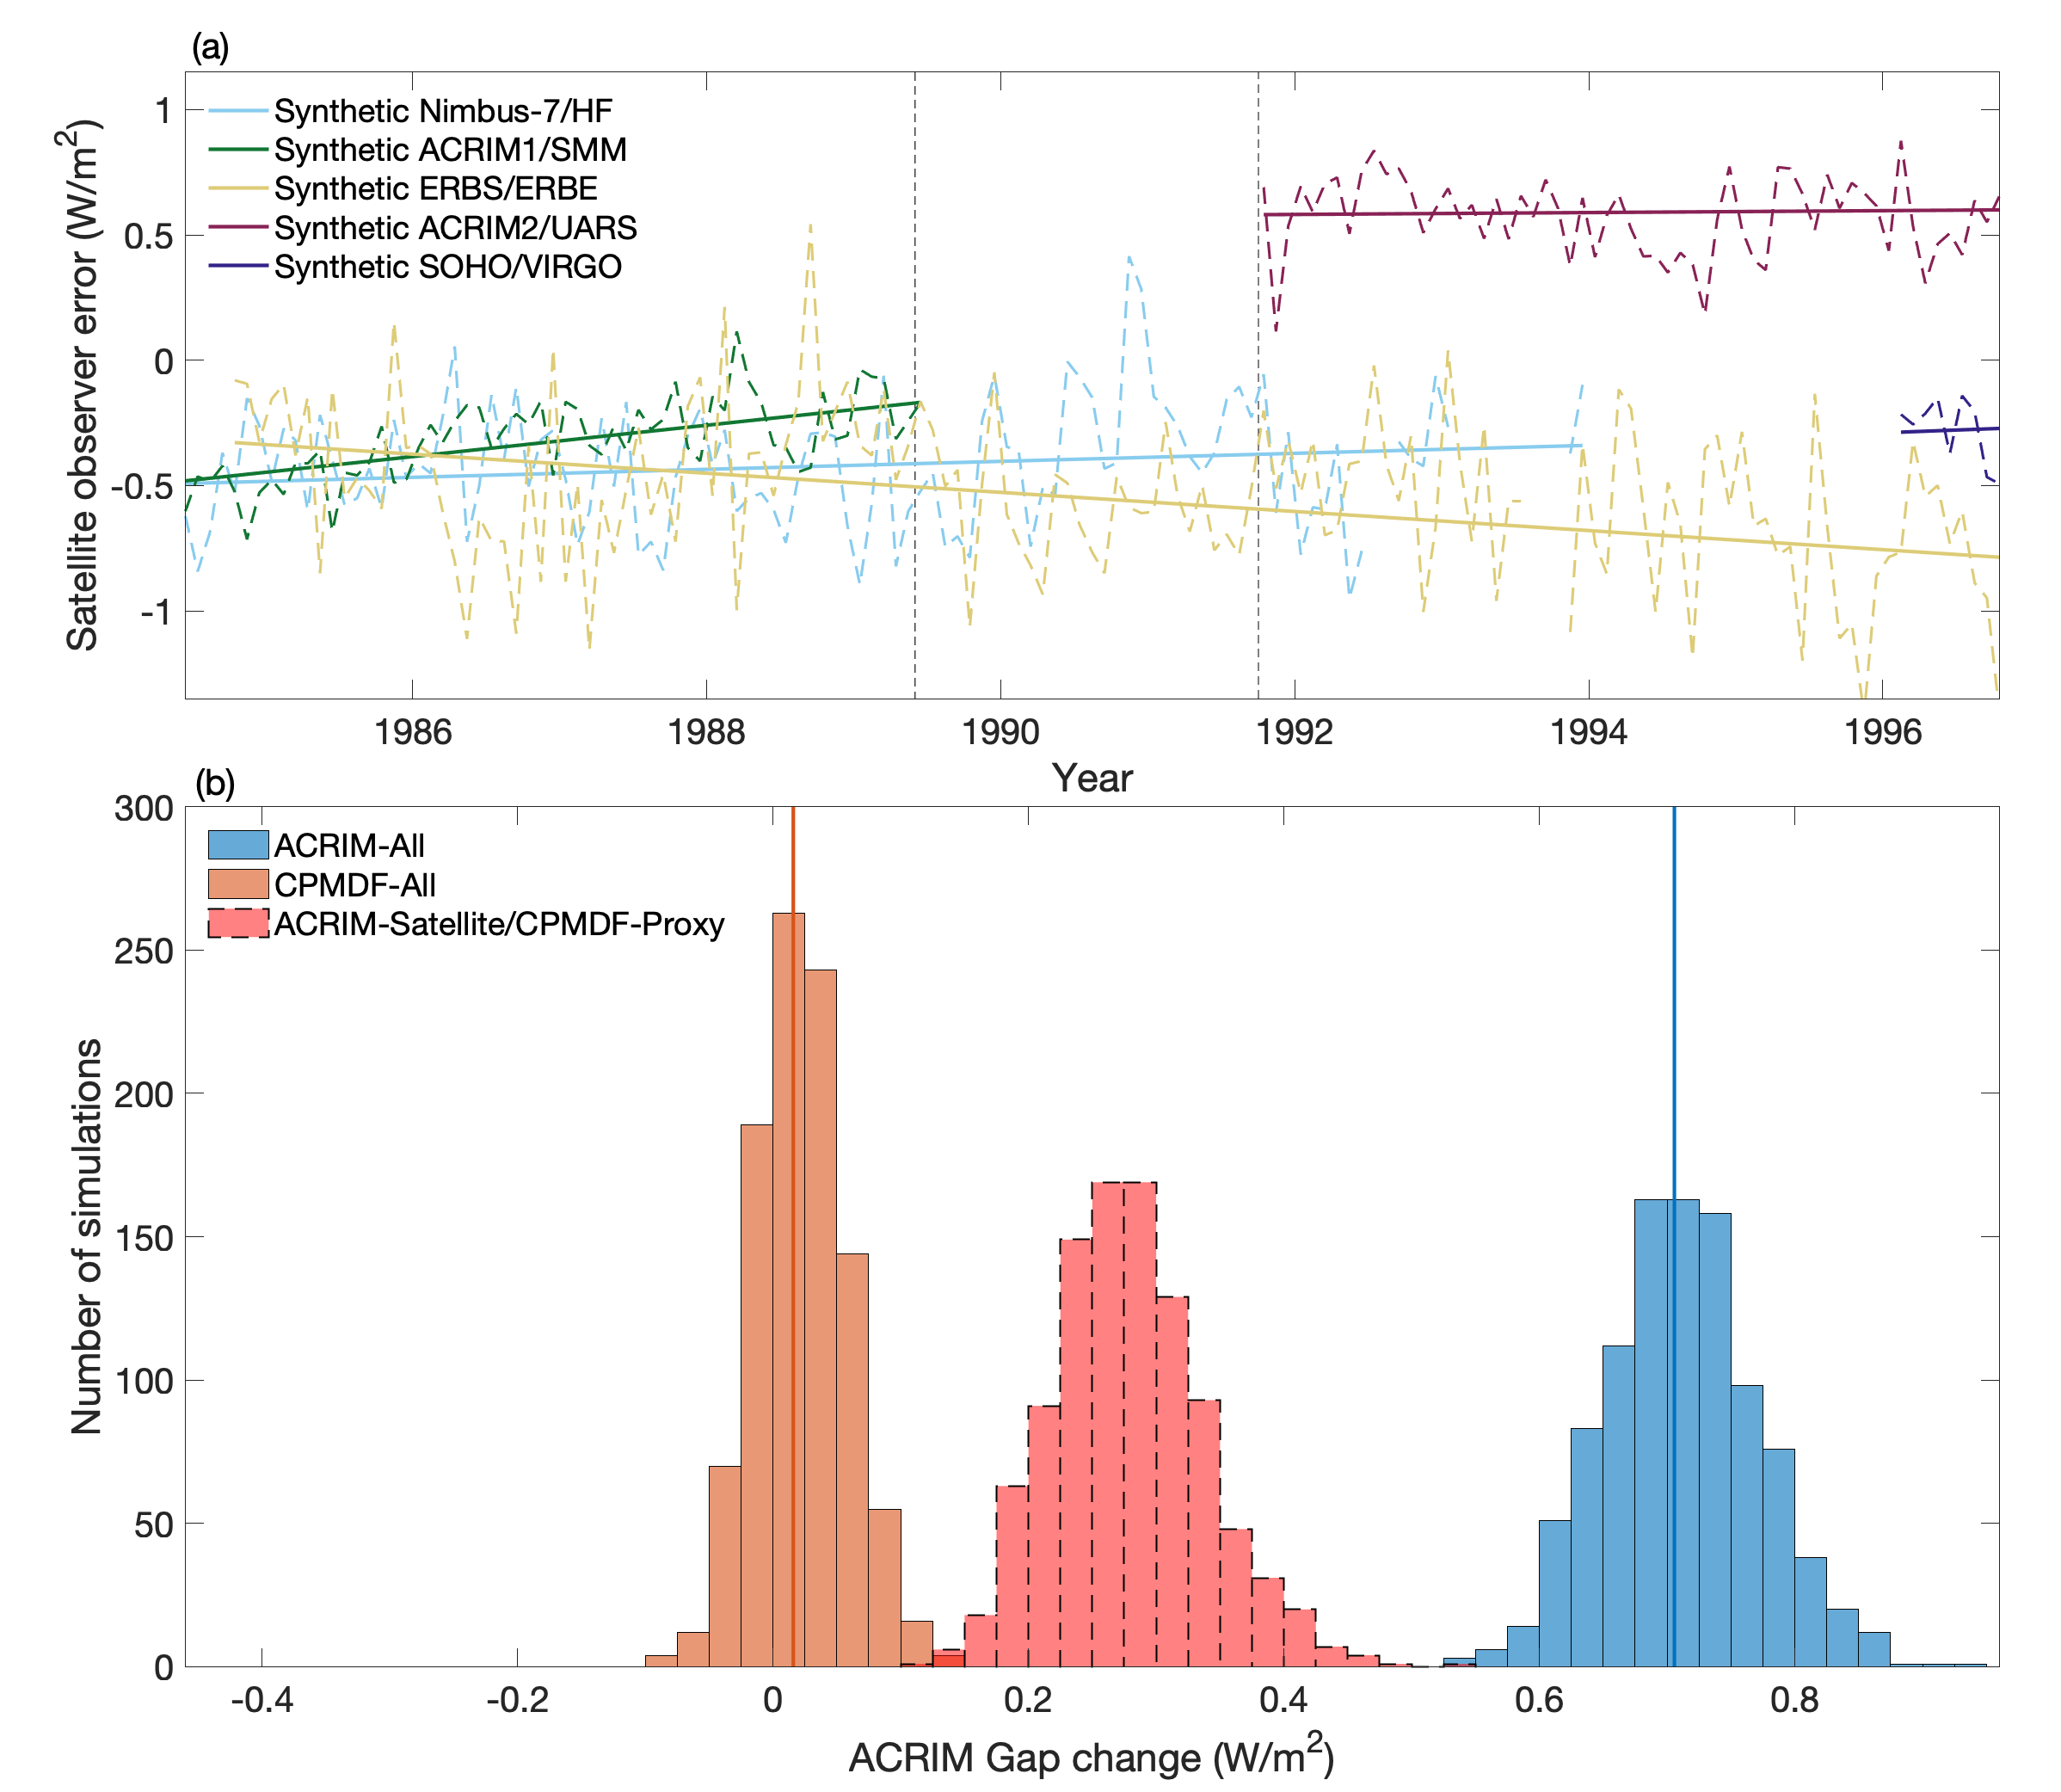 (a)
Synthetic Nimbus-7/HF
Synthetic ACRIM1/SMM
Synthetic ERBS/ERBE
Synthetic ACRIM2/UARS
Synthetic SOHO/VIRGO
Satellite observer error (W/m²)
1
0.5
0
-0.5
-1
1986 1988 1990 1992 1994 1996
Year
(b)
ACRIM-All
CPMDF-All
ACRIM-Satellite/CPMDF-Proxy
Number of simulations
300
250
200
150
100
50
0
-0.4 -0.2 0 0.2 0.4 0.6 0.8
ACRIM Gap change (W/m²)